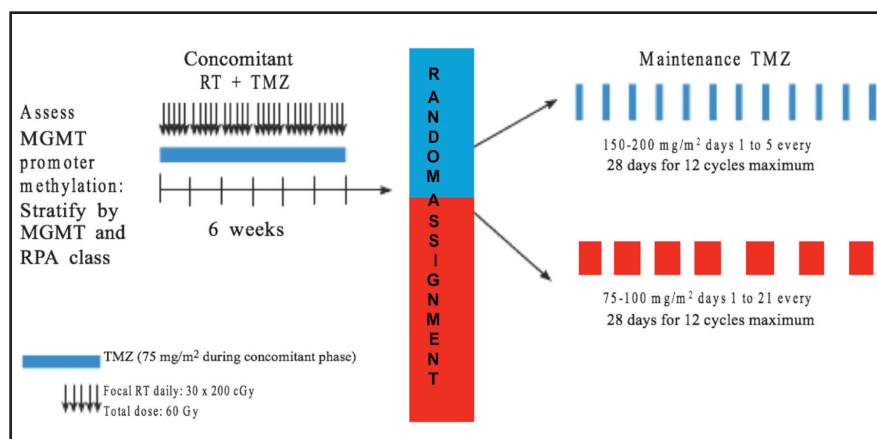 Concomitant
RT + TMZ
Assess
MGMT
promoter
methylation:
Stratify by
MGMT and
RPA class
6 weeks
RANDOM ASSIGNMENT
Maintenance TMZ
150-200 mg/m² days 1 to 5 every
28 days for 12 cycles maximum
75-100 mg/m² days 1 to 21 every
28 days for 12 cycles maximum
TMZ (75 mg/m² during concomitant phase)
Focal RT daily: 30 x 200 cGy
Total dose: 60 Gy